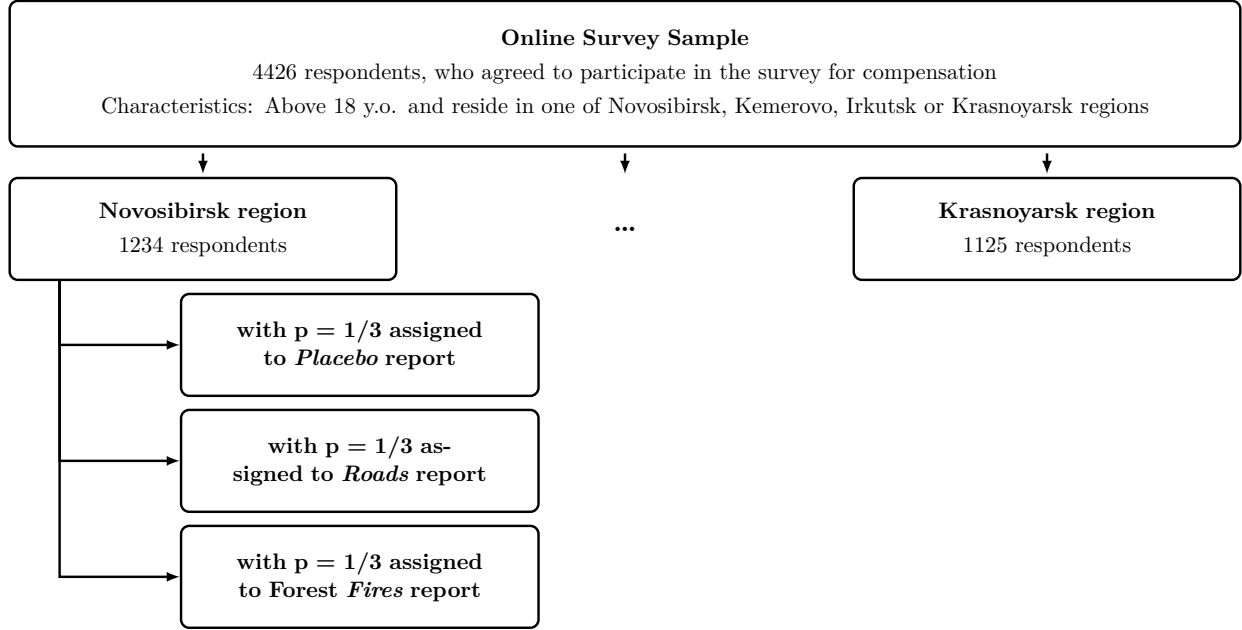 Online Survey Sample
4426 respondents, who agreed to participate in the survey for compensation
Characteristics: Above 18 y.o. and reside in one of Novosibirsk, Kemerovo, Irkutsk or Krasnoyarsk regions
Novosibirsk region
1234 respondents
...
Krasnoyarsk region
1125 respondents
with p = 1/3 assigned
to Placebo report
with p = 1/3 as-
signed to Roads report
with p = 1/3 assigned
to Forest Fires report